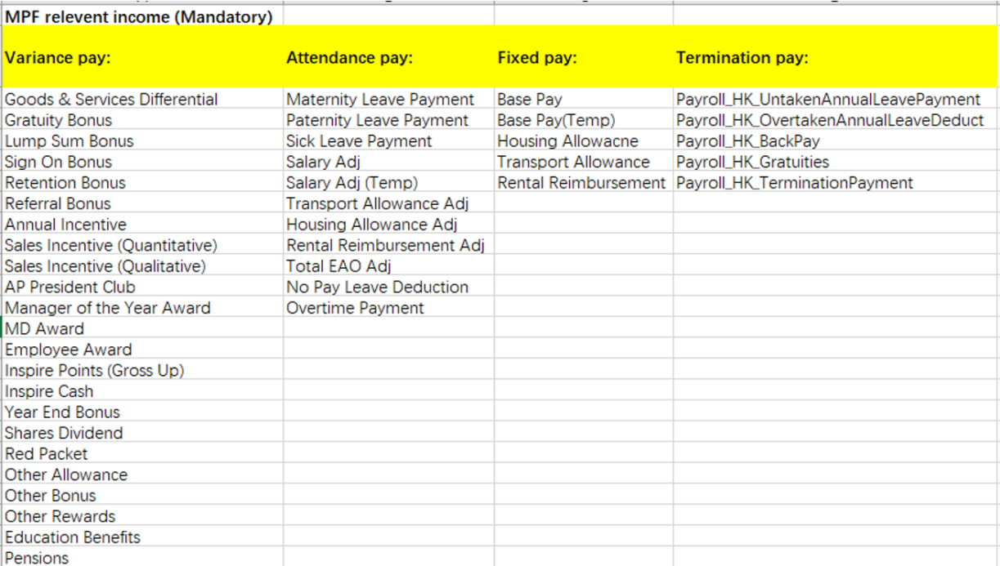 MPF relevent income (Mandatory)
Variance pay: Attendance pay: Fixed pay: Termination pay:
Goods & Services Differential Maternity Leave Payment Base Pay Payroll_HK_UntakenAnnualLeavePayment
Gratuity Bonus Paternity Leave Payment Base Pay(Temp) Payroll_HK_OvertakenAnnualLeaveDeduct
Lump Sum Bonus Sick Leave Payment Housing Allowacne Payroll_HK_BackPay
Sign On Bonus Salary Adj Transport Allowance Payroll_HK_Gratuities
Retention Bonus Salary Adj (Temp) Rental Reimbursement Payroll_HK_TerminationPayment
Referral Bonus Transport Allowance Adj
Annual Incentive Housing Allowance Adj
Sales Incentive (Quantitative) Rental Reimbursement Adj
Sales Incentive (Qualitative) Total EAO Adj
AP President Club No Pay Leave Deduction
Manager of the Year Award Overtime Payment
MD Award
Employee Award
Inspire Points (Gross Up)
Inspire Cash
Year End Bonus
Shares Dividend
Red Packet
Other Allowance
Other Bonus
Other Rewards
Education Benefits
Pensions